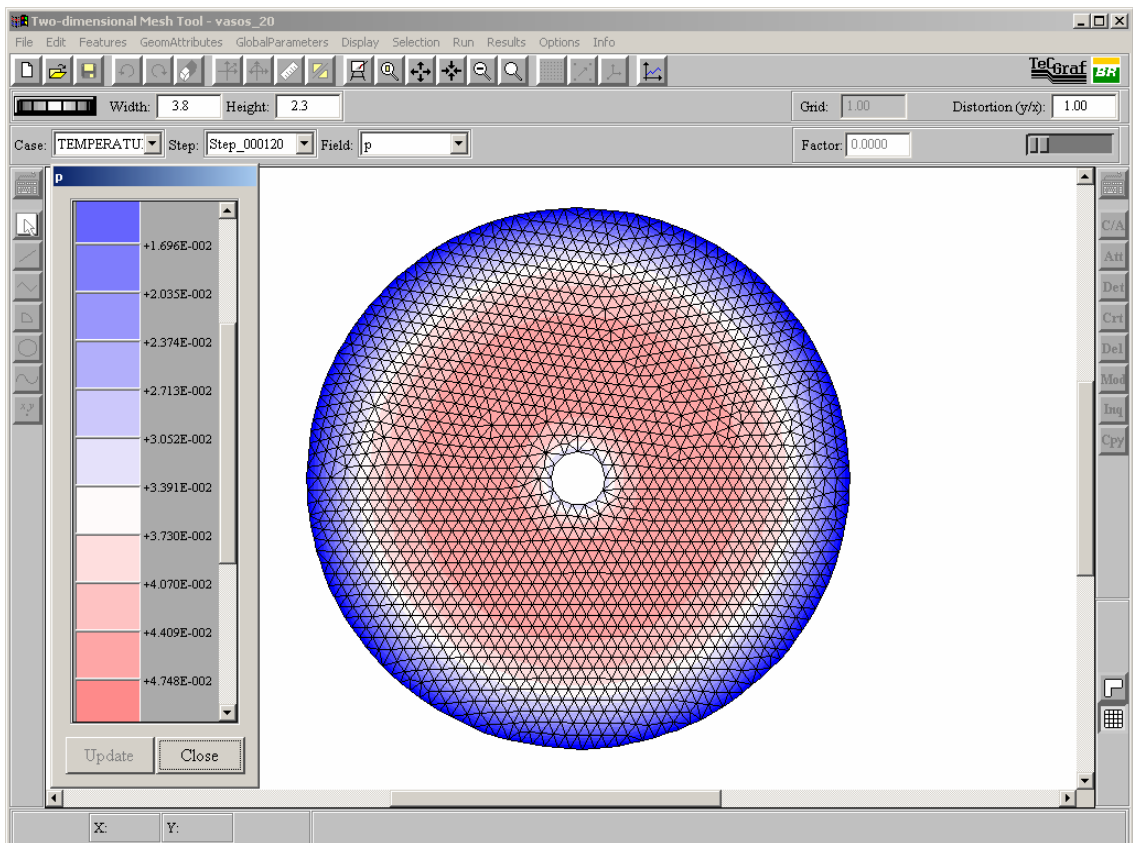 Two-dimensional Mesh Tool - vasos_20
File Edit Features GeomAttributes GlobalParameters Display Selection Run Results Options Info
TeCGraf BR
Width: 3.8 Height: 2.3 Grid: 1.00 Distortion (y/x): 1.00
Case: TEMPERATU Step: Step_000120 Field: p Factor: 0.0000
p
+1.696E-002
+2.035E-002
+2.374E-002
+2.713E-002
+3.052E-002
+3.391E-002
+3.730E-002
+4.070E-002
+4.409E-002
+4.748E-002
Update Close
C/A
Att
Det
Crt
Del
Mod
Inq
Cpy
X: Y: